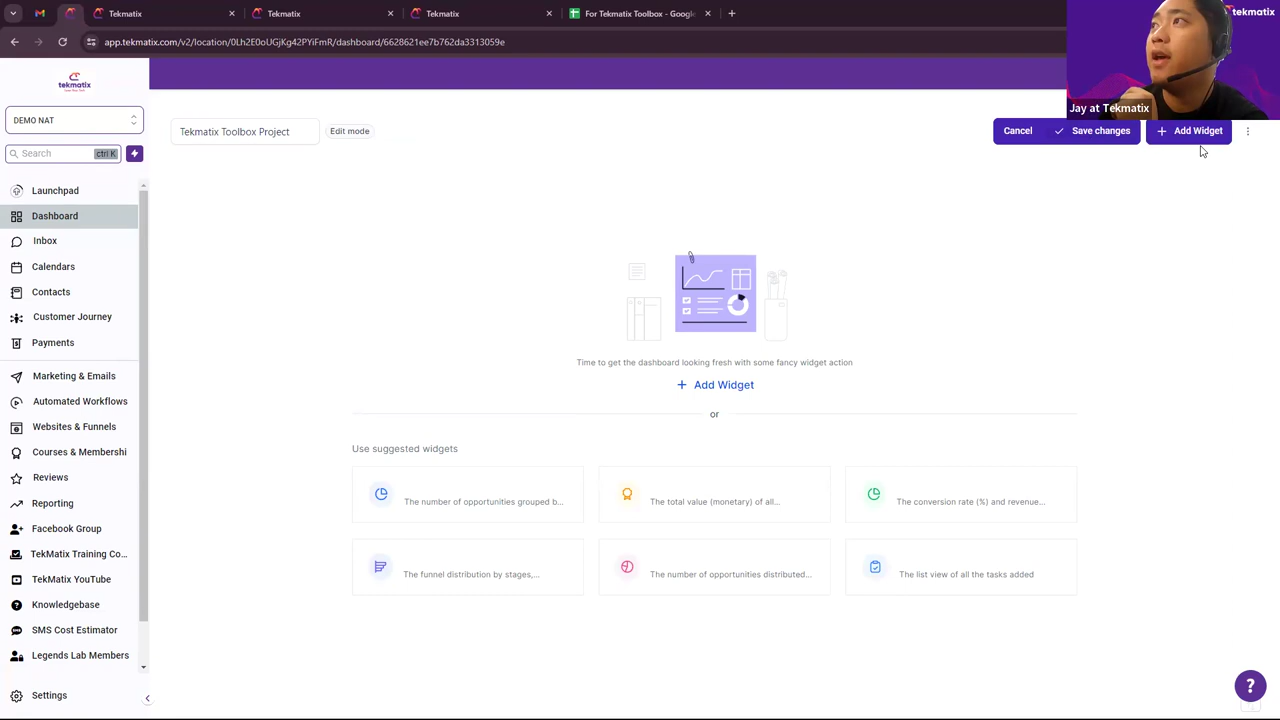 Tekmatix
Tekmatix
Tekmatix
For Tekmatix Toolbox - Google
app.tekmatix.com/v2/location/0Lh2E0oUGjKg42PYiFmR/dashboard/6628621ee7b762da3813059e
tekmatix
Jay at Tekmatix
tekmatix
DEMO NAT
Search
ctrl K
Tekmatix Toolbox Project
Edit mode
Cancel
Save changes
Add Widget
Launchpad
Dashboard
Inbox
Calendars
Contacts
Customer Journey
Payments
Marketing & Emails
Automated Workflows
Websites & Funnels
Courses & Membershi
Reviews
Reporting
Facebook Group
TekMatix Training Co...
TekMatix YouTube
Knowledgebase
SMS Cost Estimator
Legends Lab Members
Settings
Time to get the dashboard looking fresh with some fancy widget action
Add Widget
or
Use suggested widgets
The number of opportunities grouped b...
The total value (monetary) of all...
The conversion rate (%) and revenue...
The funnel distribution by stages,...
The number of opportunities distributed...
The list view of all the tasks added
?